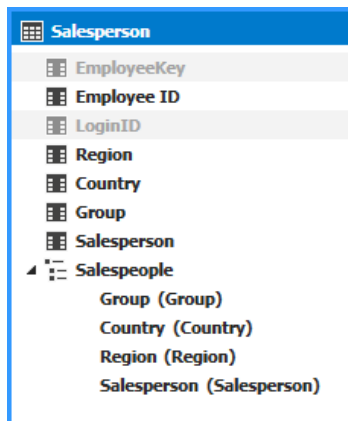 Salesperson
EmployeeKey
Employee ID
LoginID
Region
Country
Group
Salesperson
Salespeople
Group (Group)
Country (Country)
Region (Region)
Salesperson (Salesperson)